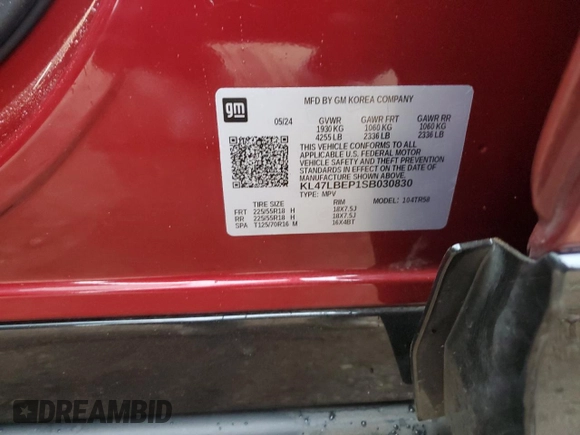 gm
MFD BY GM KOREA COMPANY
05/24 GVWR GAWR FRT GAWR RR
1930 KG 1060 KG 1060 KG
4255 LB 2336 LB 2336 LB
THIS VEHICLE CONFORMS TO ALL
APPLICABLE U.S. FEDERAL MOTOR
VEHICLE SAFETY AND THEFT PREVENTION
STANDARDS IN EFFECT ON THE DATE OF
MANUFACTURE SHOWN ABOVE.
KL47LBEP1SB030830
TYPE: MPV MODEL: 104TR58
TIRE SIZE RIM
FRT 225/55R18 H 18X7.5J
RR 225/55R18 H 18X7.5J
SPA T125/70R16 M 16X4BT
DREAMBID